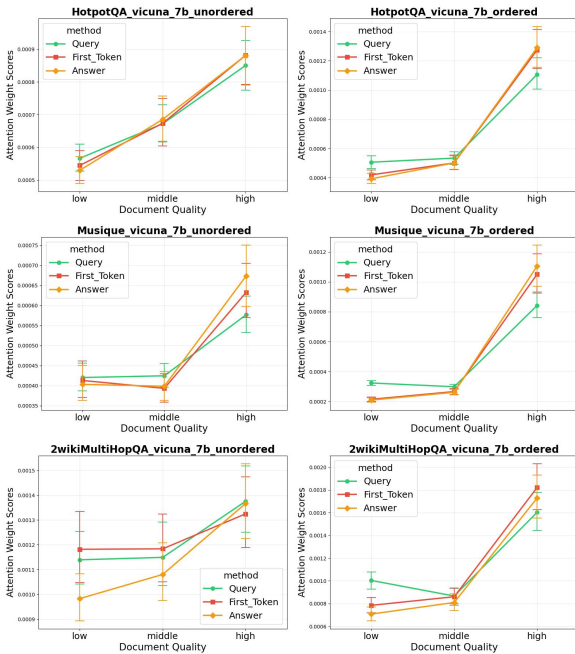 HotpotQA_vicuna_7b_unordered
Attention Weight Scores
0.0009
0.0008
0.0007
0.0006
0.0005
method
Query
First_Token
Answer
low middle high
Document Quality
HotpotQA_vicuna_7b_ordered
Attention Weight Scores
0.0014
0.0012
0.0010
0.0008
0.0006
0.0004
method
Query
First_Token
Answer
low middle high
Document Quality
Musique_vicuna_7b_unordered
Attention Weight Scores
0.00075
0.00070
0.00065
0.00060
0.00055
0.00050
0.00045
0.00040
0.00035
method
Query
First_Token
Answer
low middle high
Document Quality
Musique_vicuna_7b_ordered
Attention Weight Scores
0.0012
0.0010
0.0008
0.0006
0.0004
0.0002
method
Query
First_Token
Answer
low middle high
Document Quality
2wikiMultiHopQA_vicuna_7b_unordered
Attention Weight Scores
0.0015
0.0014
0.0013
0.0012
0.0011
0.0010
0.0009
method
Query
First_Token
Answer
low middle high
Document Quality
2wikiMultiHopQA_vicuna_7b_ordered
Attention Weight Scores
0.0020
0.0018
0.0016
0.0014
0.0012
0.0010
0.0008
0.0006
method
Query
First_Token
Answer
low middle high
Document Quality